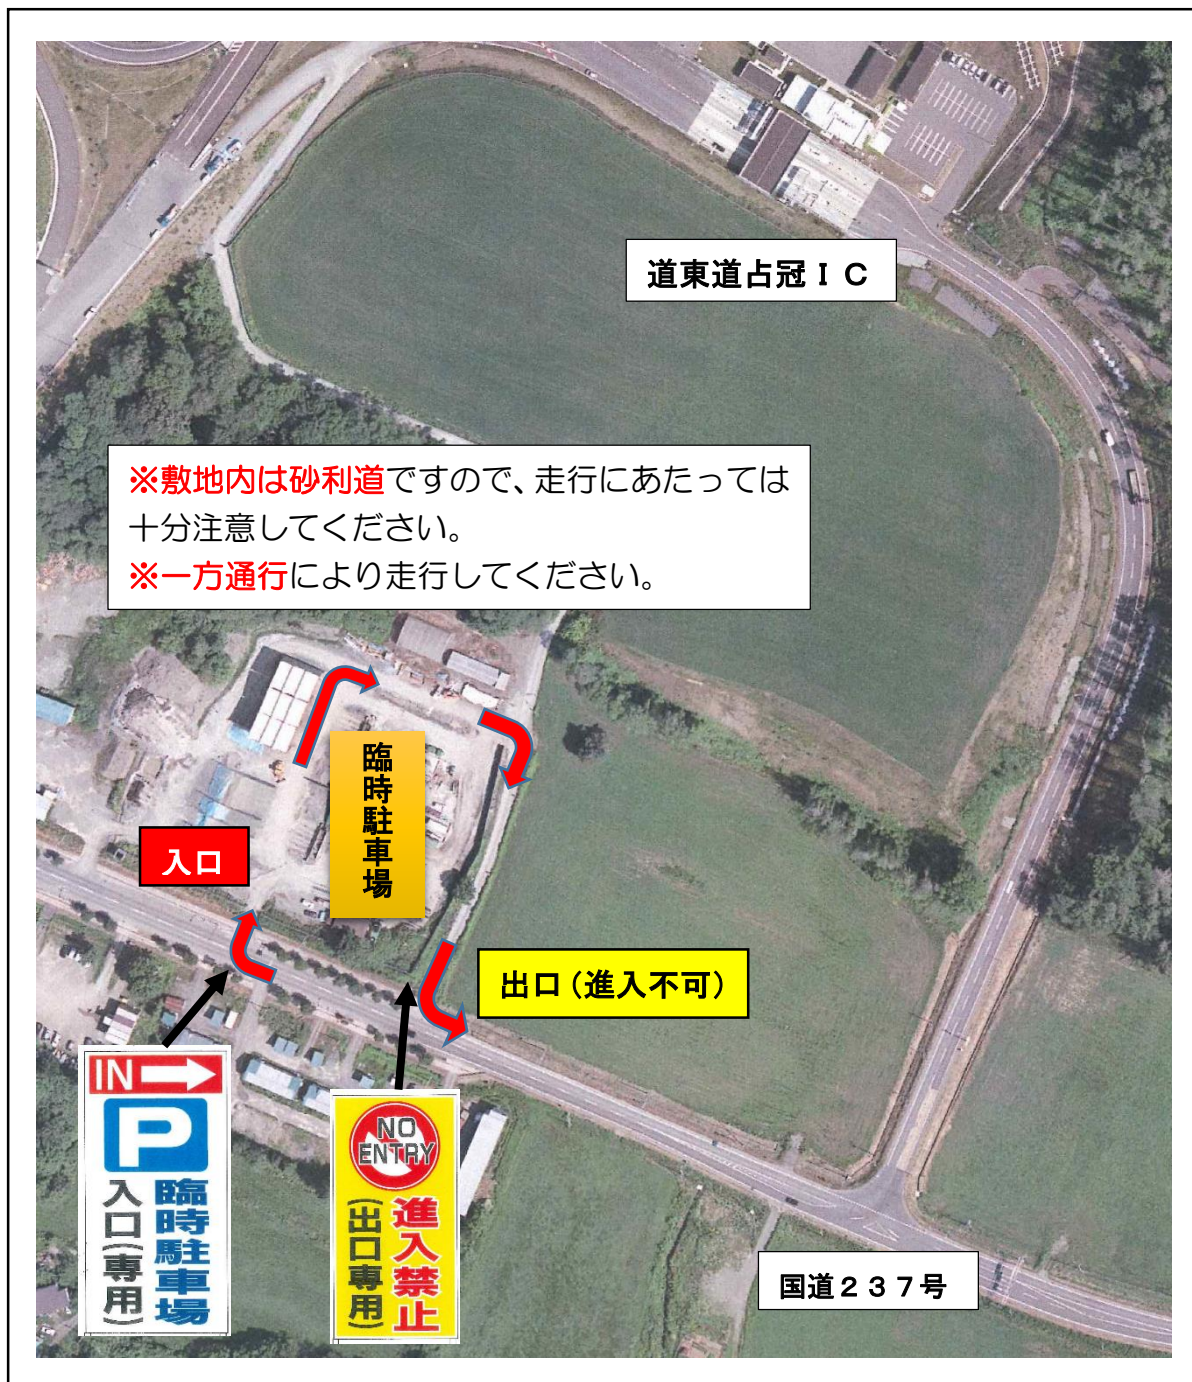 道東道占冠ＩＣ
※敷地内は砂利道ですので、走行にあたっては
十分注意してください。
※一方通行により走行してください。
臨時駐車場
入口
出口（進入不可）
IN
P
臨時駐車場
入口（専用）
NO
ENTRY
進入禁止
（出口専用）
国道２３７号